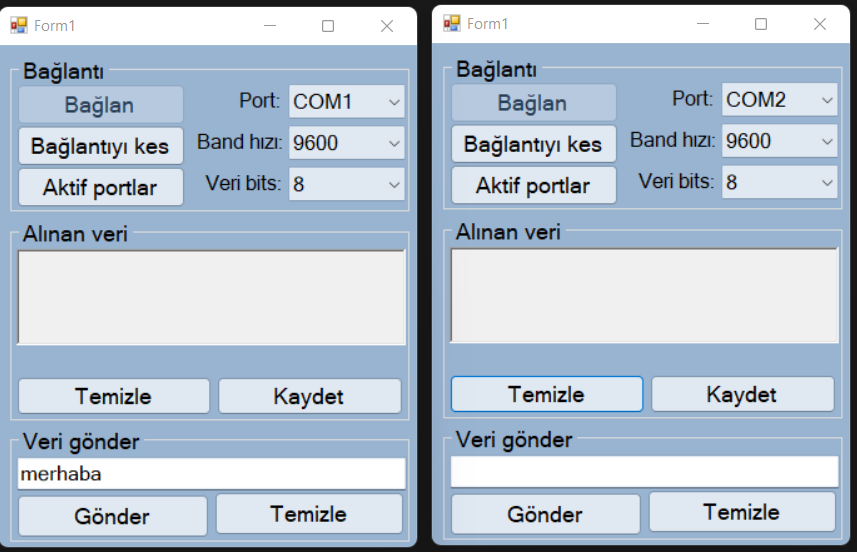 Form1
Bağlantı
Bağlan
Port: COM1
Bağlantıyı kes
Band hızı: 9600
Aktif portlar
Veri bits: 8
Alınan veri
Temizle
Kaydet
Veri gönder
merhaba
Gönder
Temizle
Form1
Bağlantı
Bağlan
Port: COM2
Bağlantıyı kes
Band hızı: 9600
Aktif portlar
Veri bits: 8
Alınan veri
Temizle
Kaydet
Veri gönder
Gönder
Temizle